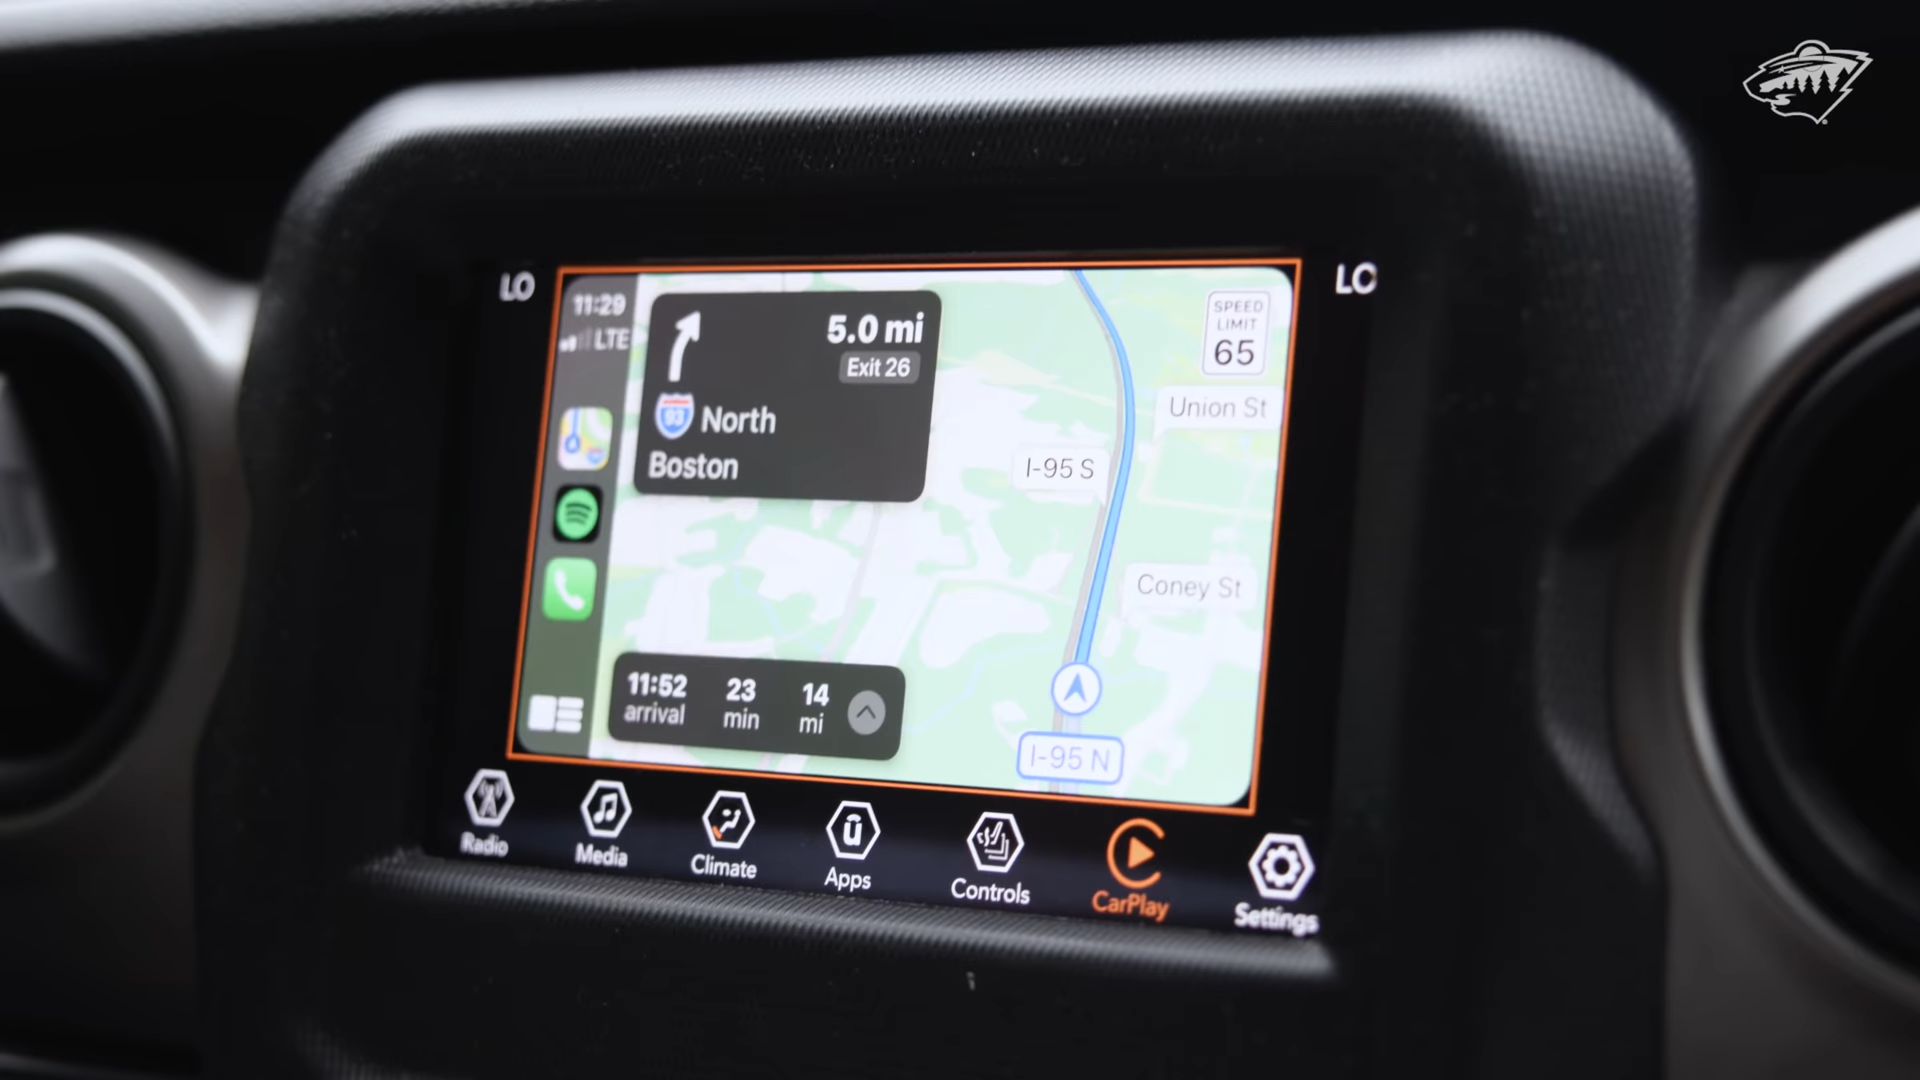 LO
LO
11:29
LTE
5.0 mi
Exit 26
93
North
Boston
SPEED
LIMIT
65
Union St
I-95 S
Coney St
11:52
23
14
arrival
min
mi
I-95 N
Radio
Media
Climate
Apps
Controls
CarPlay
Settings